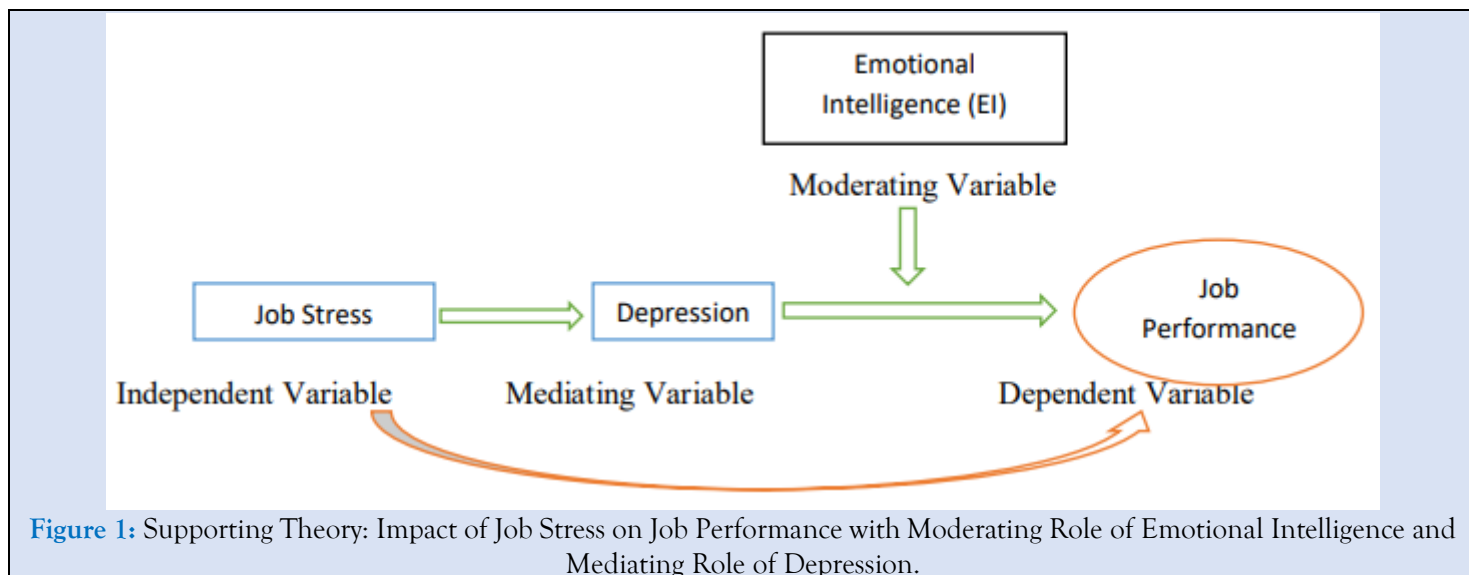 Emotional
Intelligence (EI)
Moderating Variable
Job Stress
Depression
Job
Performance
Independent Variable
Mediating Variable
Dependent Variable
Figure 1: Supporting Theory: Impact of Job Stress on Job Performance with Moderating Role of Emotional Intelligence and
Mediating Role of Depression.